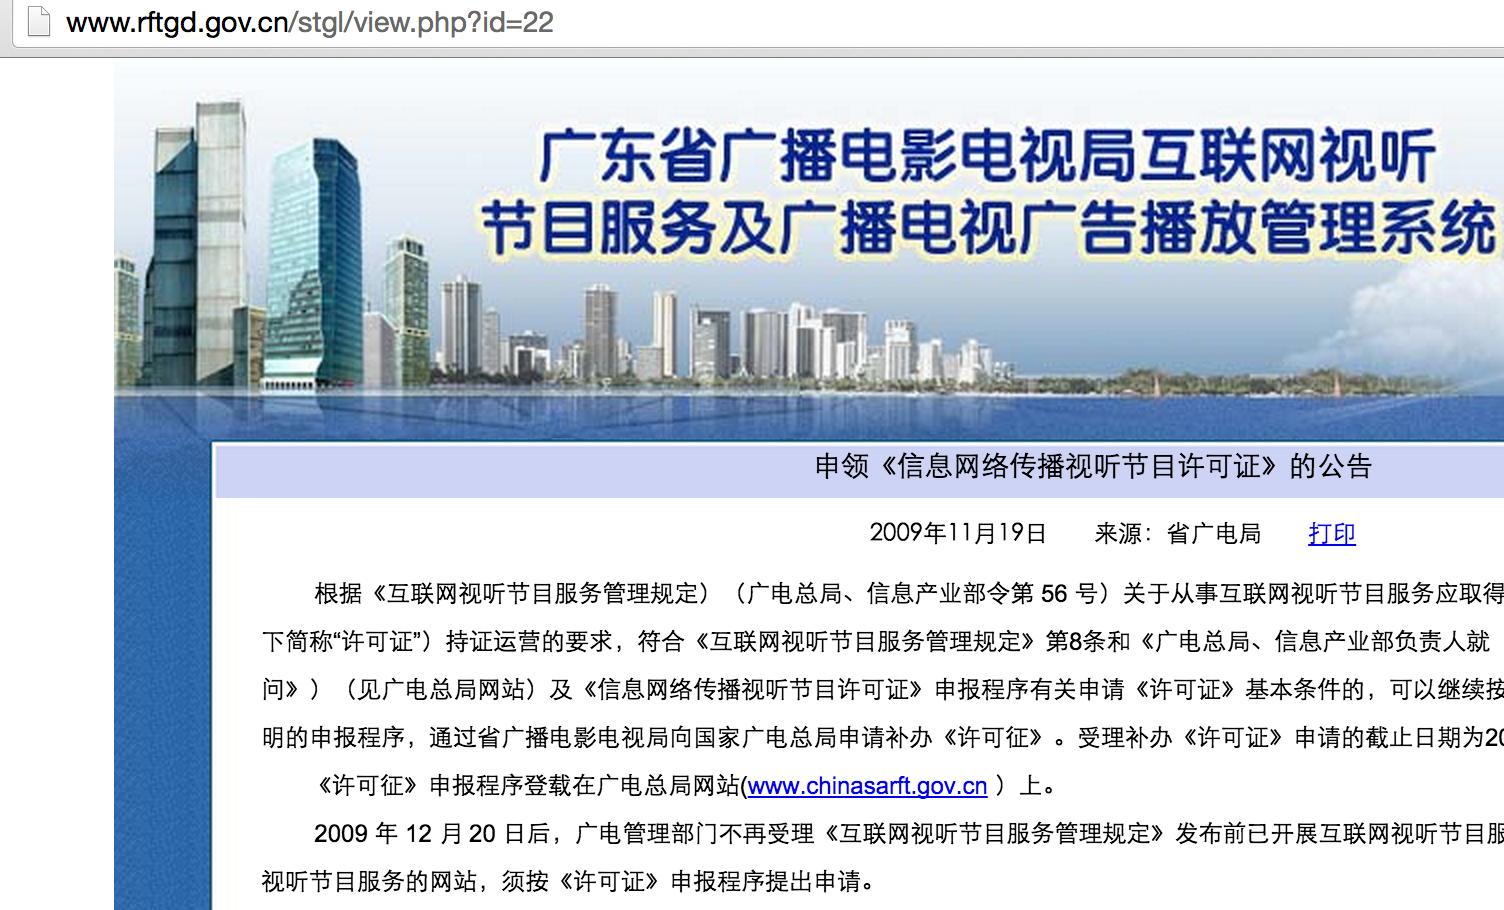 www.rftgd.gov.cn/stgl/view.php?id=22
广东省广播电影电视局互联网视听
节目服务及广播电视广告播放管理系统
申领《信息网络传播视听节目许可证》的公告
2009年11月19日 来源：省广电局 打印
根据《互联网视听节目服务管理规定）（广电总局、信息产业部令第 56 号）关于从事互联网视听节目服务应取得
下简称“许可证”）持证运营的要求，符合《互联网视听节目服务管理规定》第8条和《广电总局、信息产业部负责人就
问》）（见广电总局网站）及《信息网络传播视听节目许可证》申报程序有关申请《许可证》基本条件的，可以继续按
明的申报程序，通过省广播电影电视局向国家广电总局申请补办《许可征》。受理补办《许可证》申请的截止日期为20
《许可征》申报程序登载在广电总局网站(www.chinasarft.gov.cn ）上。
2009 年 12 月 20 日后，广电管理部门不再受理《互联网视听节目服务管理规定》发布前已开展互联网视听节目服
视听节目服务的网站，须按《许可证》申报程序提出申请。